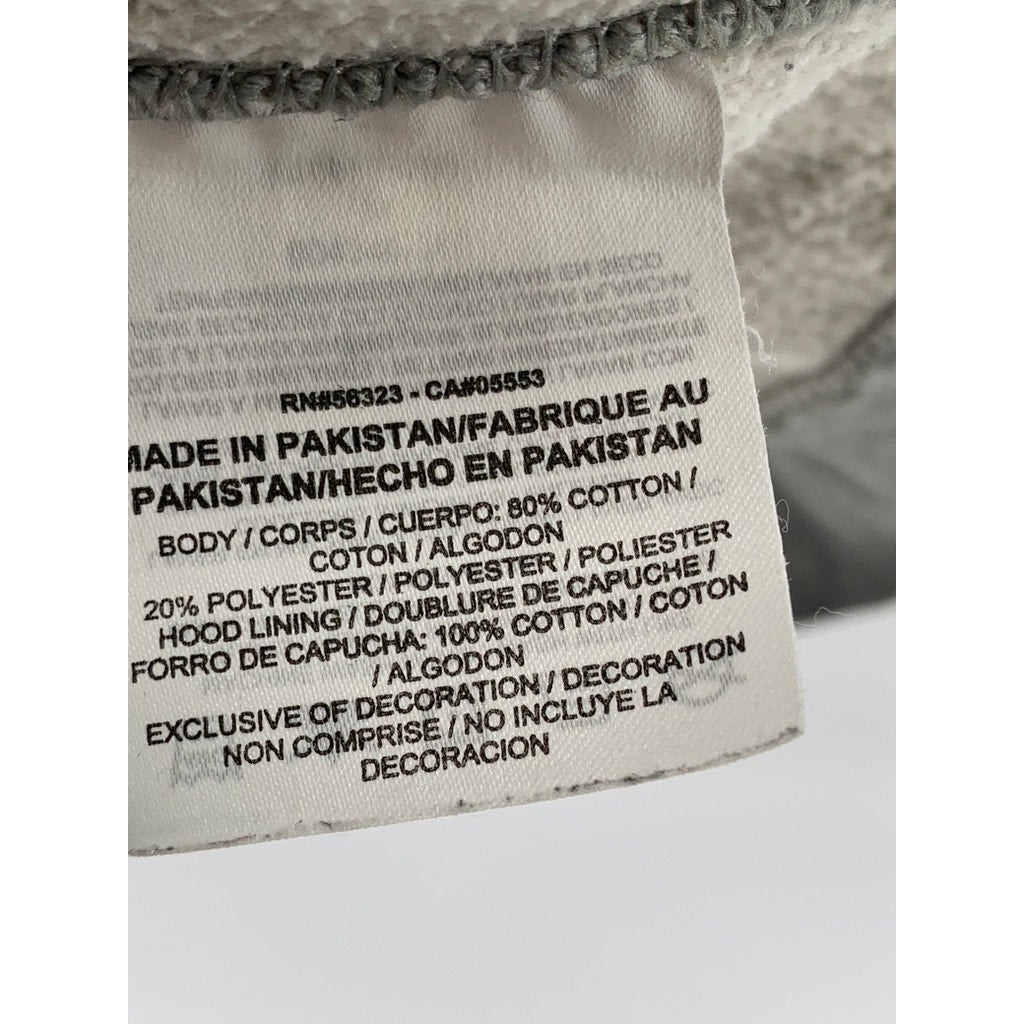 RN#56323 - CA#05553
MADE IN PAKISTAN/FABRIQUE AU
PAKISTAN/HECHO EN PAKISTAN
BODY / CORPS / CUERPO: 80% COTTON /
COTON / ALGODON
20% POLYESTER / POLYESTER / POLIESTER
HOOD LINING / DOUBLURE DE CAPUCHE /
FORRO DE CAPUCHA: 100% COTTON / COTON
/ ALGODON
EXCLUSIVE OF DECORATION / DECORATION
NON COMPRISE / NO INCLUYE LA
DECORACION